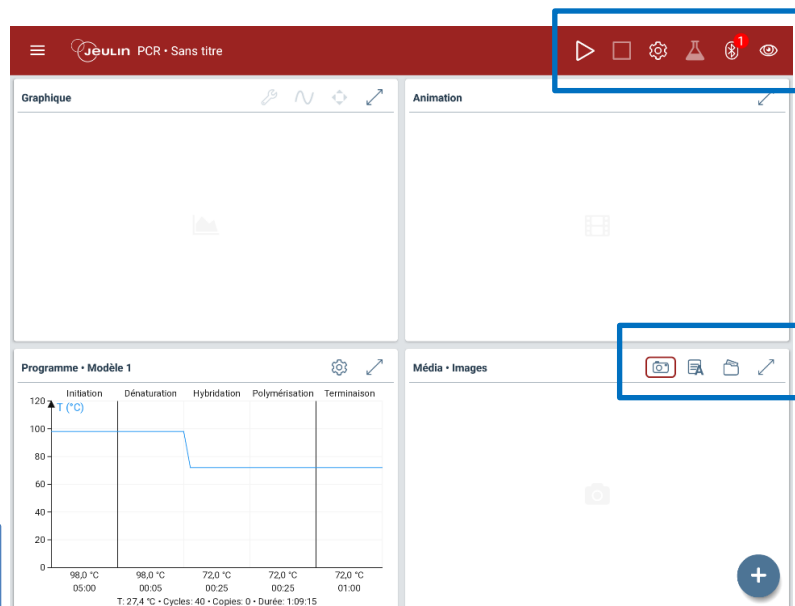 Jeulin PCR • Sans titre
1
Graphique
Animation
Programme • Modèle 1
Média • Images
Initiation Dénaturation Hybridation Polymérisation Terminaison
T (°C)
120
100
80
60
40
20
0
98,0 °C 98,0 °C 72,0 °C 72,0 °C 72,0 °C
05:00 00:05 00:25 00:25 01:00
T: 27,4 °C • Cycles: 40 • Copies: 0 • Durée: 1:09:15